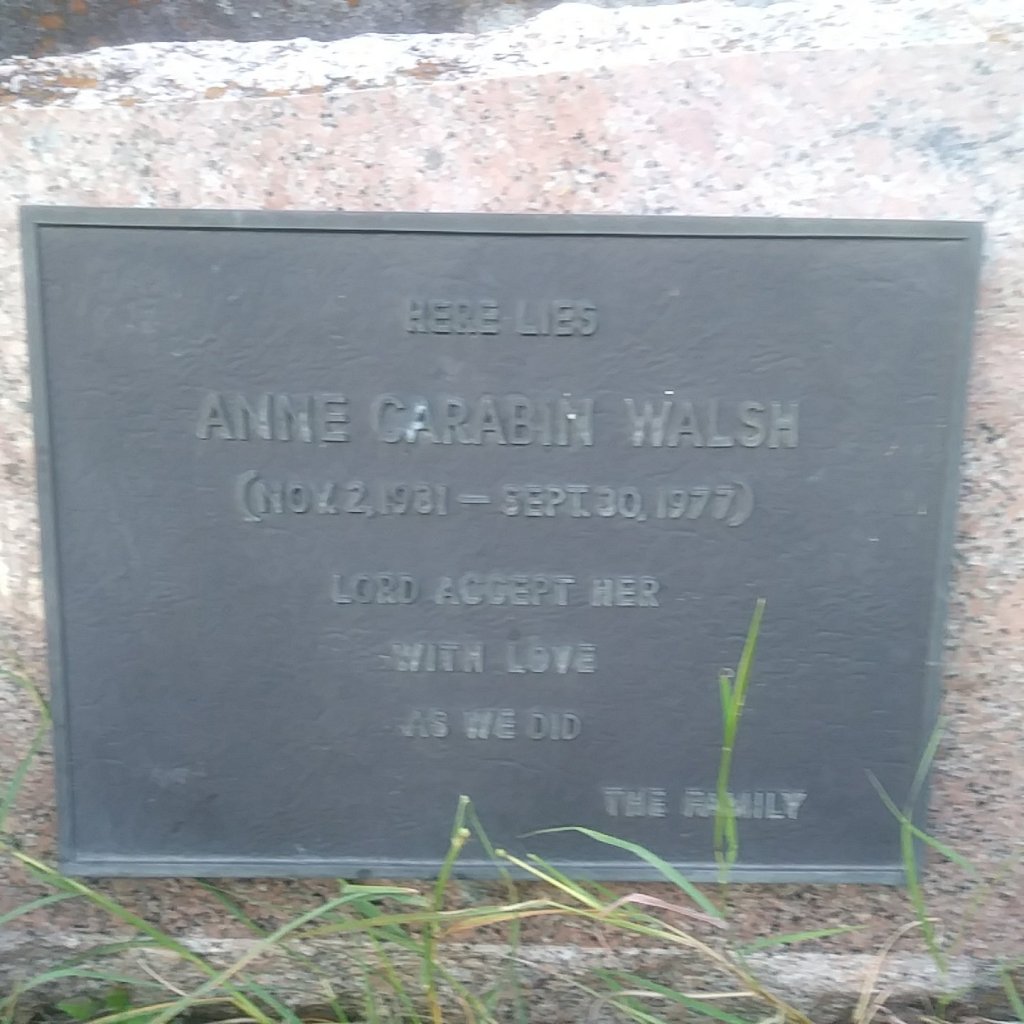 HERE LIES
ANNE CARABIN WALSH
(NOV. 2, 1931 — SEPT. 30, 1977)
LORD ACCEPT HER
WITH LOVE
AS WE DID
THE FAMILY